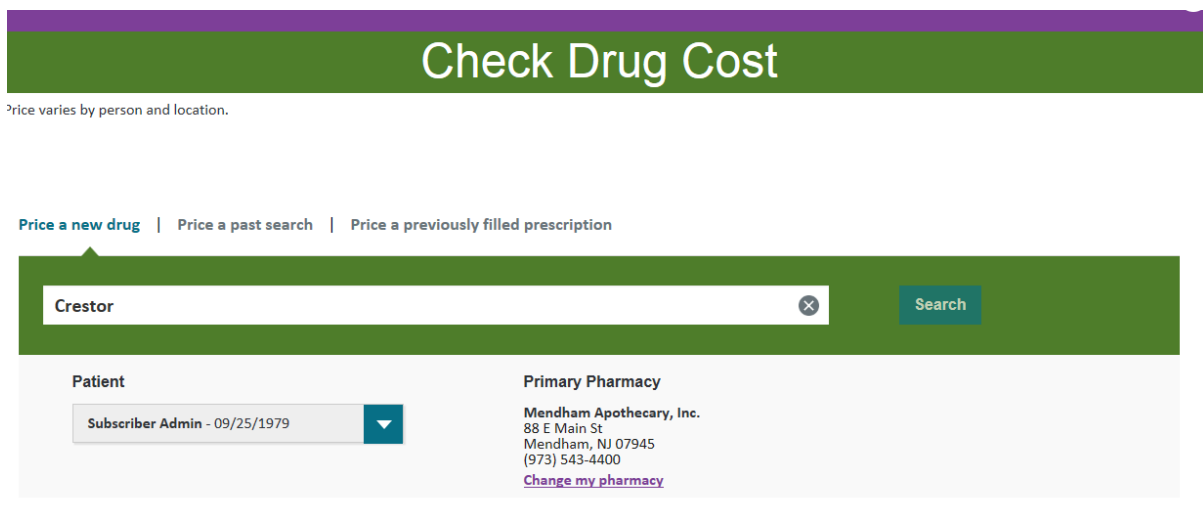 Check Drug Cost
Price varies by person and location.
Price a new drug | Price a past search | Price a previously filled prescription
Crestor
Search
Patient
Subscriber Admin - 09/25/1979
Primary Pharmacy
Mendham Apothecary, Inc.
88 E Main St
Mendham, NJ 07945
(973) 543-4400
Change my pharmacy